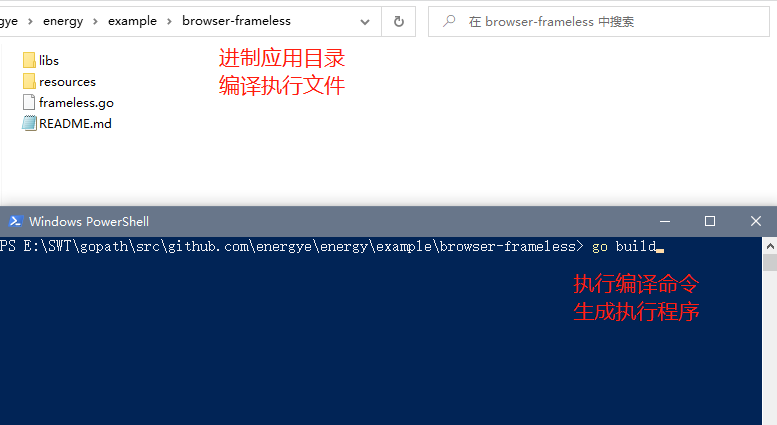 gye > energy > example > browser-frameless
在 browser-frameless 中搜索
libs
resources
frameless.go
README.md
进制应用目录
编译执行文件
Windows PowerShell
PS E:\SWT\gopath\src\github.com\energye\energy\example\browser-frameless> go build
执行编译命令
生成执行程序